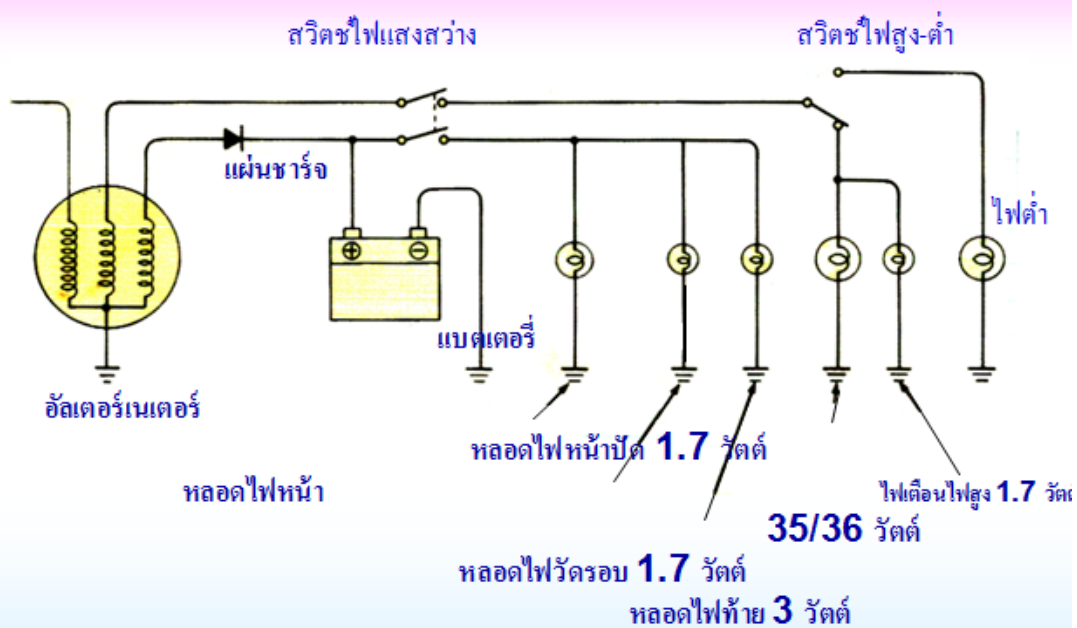 สวิตช์ไฟแสงสว่าง
สวิตช์ไฟสูง-ต่ำ
แผ่นชาร์จ
ไฟต่ำ
แบตเตอรี่
อัลเตอร์เนเตอร์
หลอดไฟหน้าปัด 1.7 วัตต์
หลอดไฟหน้า
ไฟเตือนไฟสูง 1.7 วัตต์
35/36 วัตต์
หลอดไฟวัดรอบ 1.7 วัตต์
หลอดไฟท้าย 3 วัตต์